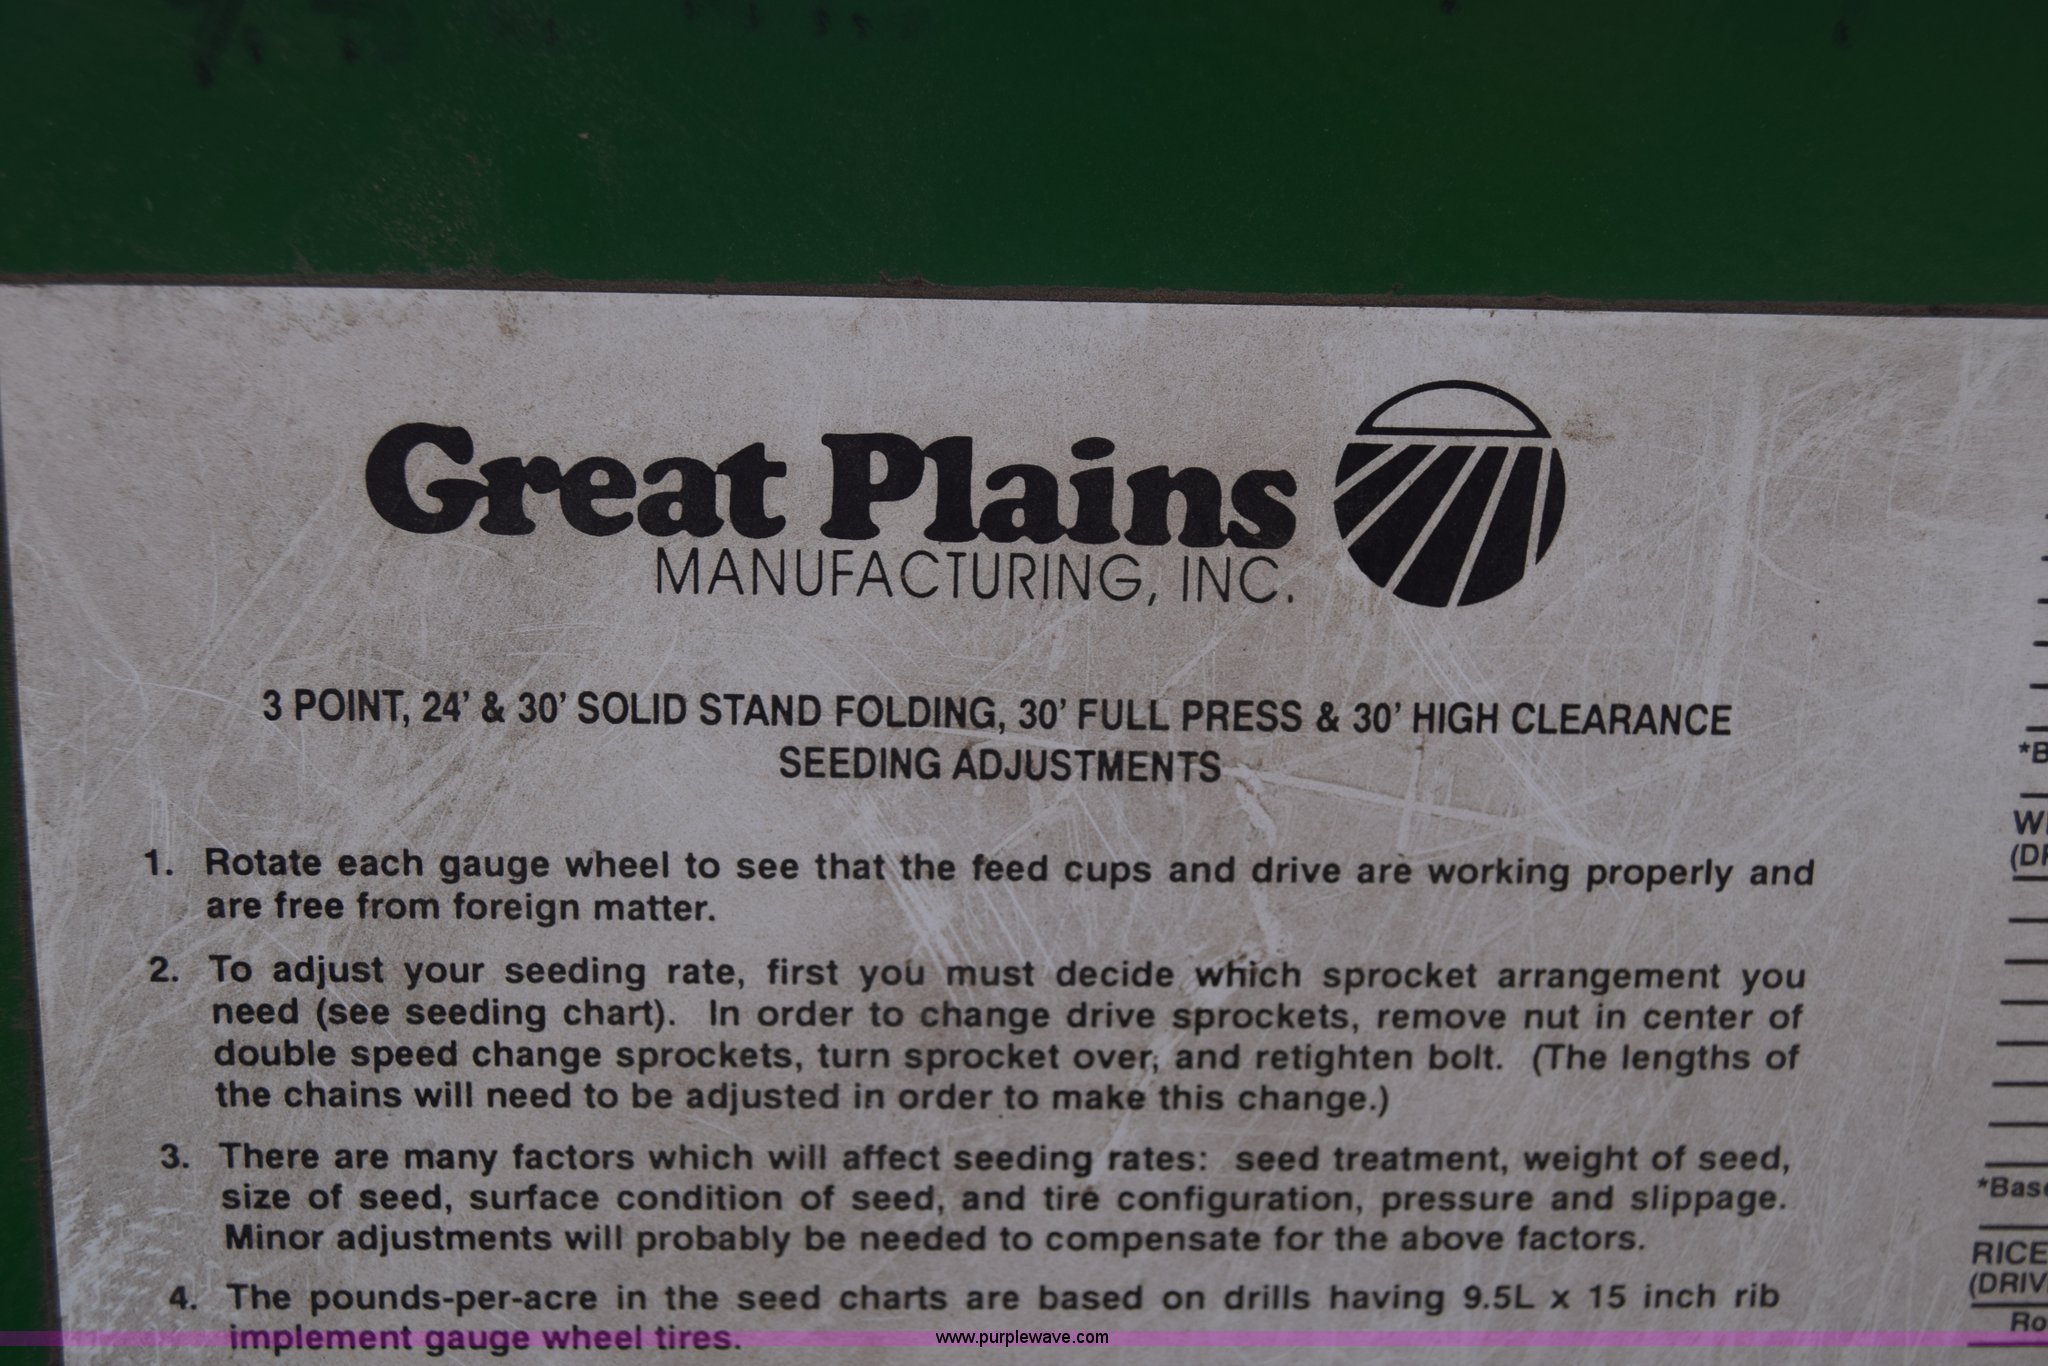 Great Plains
MANUFACTURING, INC.
3 POINT, 24' & 30' SOLID STAND FOLDING, 30' FULL PRESS & 30' HIGH CLEARANCE
SEEDING ADJUSTMENTS
1. Rotate each gauge wheel to see that the feed cups and drive are working properly and
are free from foreign matter.
2. To adjust your seeding rate, first you must decide which sprocket arrangement you
need (see seeding chart). In order to change drive sprockets, remove nut in center of
double speed change sprockets, turn sprocket over, and retighten bolt. (The lengths of
the chains will need to be adjusted in order to make this change.)
3. There are many factors which will affect seeding rates: seed treatment, weight of seed,
size of seed, surface condition of seed, and tire configuration, pressure and slippage.
Minor adjustments will probably be needed to compensate for the above factors.
4. The pounds-per-acre in the seed charts are based on drills having 9.5L x 15 inch rib
implement gauge wheel tires.
RICE
www.purplewave.com